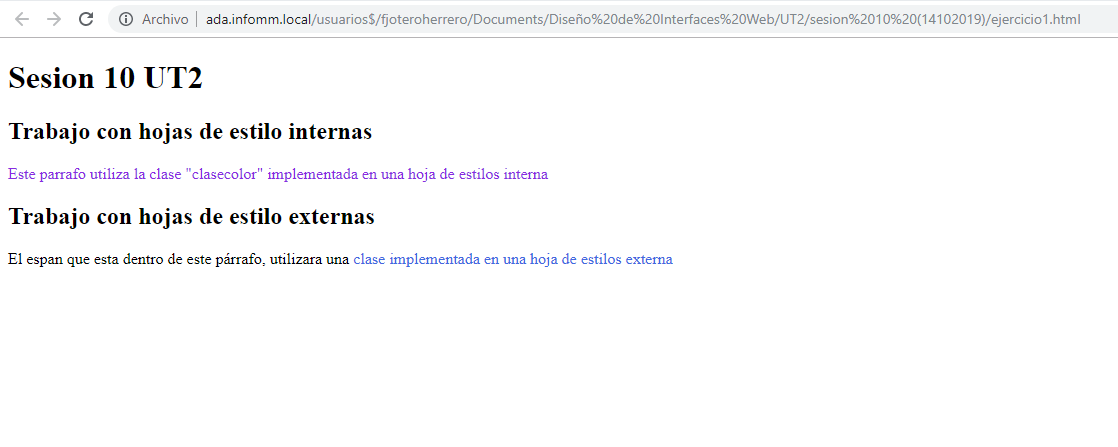 Archivo | ada.infomm.local/usuarios$/fjoteroherrero/Documents/Diseño%20de%20Interfaces%20Web/UT2/sesion%2010%20(14102019)/ejercicio1.html
Sesion 10 UT2
Trabajo con hojas de estilo internas
Este parrafo utiliza la clase "clasecolor" implementada en una hoja de estilos interna
Trabajo con hojas de estilo externas
El espan que esta dentro de este párrafo, utilizara una clase implementada en una hoja de estilos externa